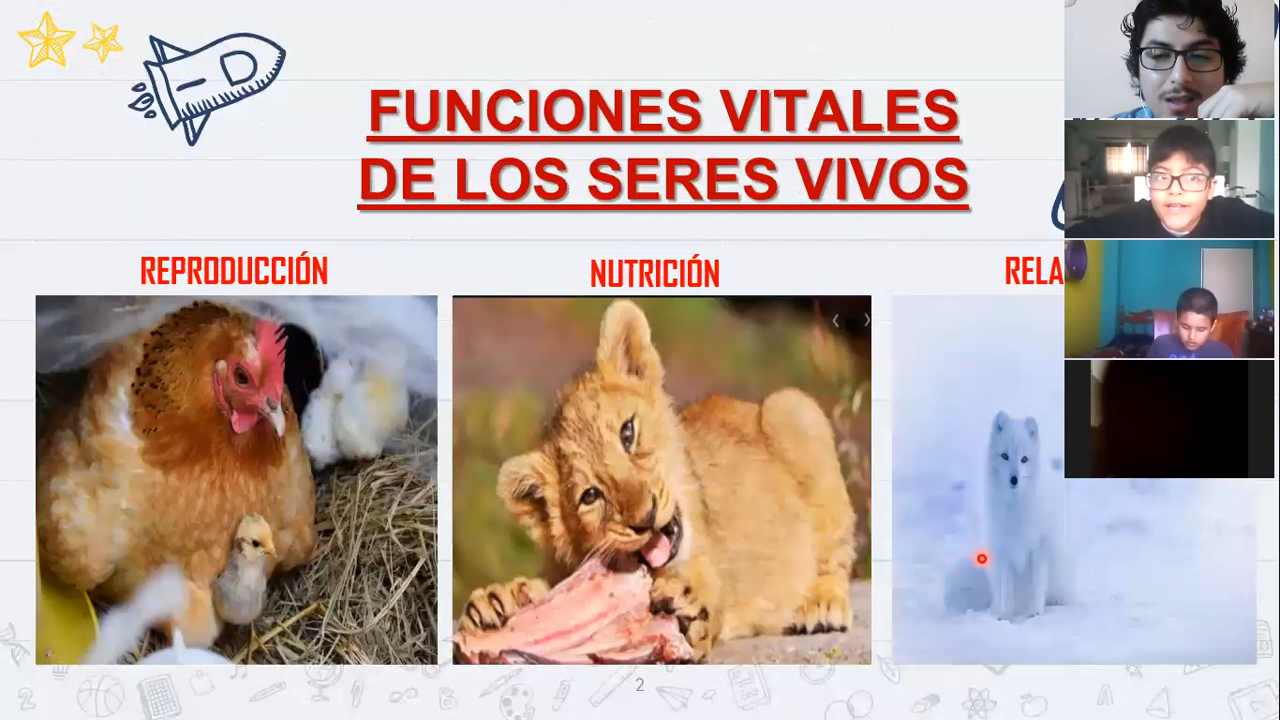 FUNCIONES VITALES
DE LOS SERES VIVOS
REPRODUCCIÓN
NUTRICIÓN
RELA
2